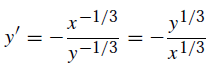 y′ = − x^{−1/3} / y^{−1/3} = − y^{1/3} / x^{1/3}